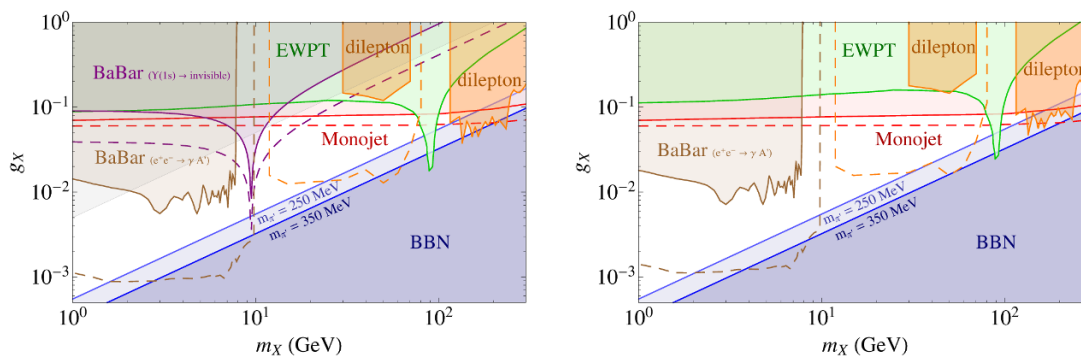 10^0
10^-1
10^-2
10^-3
g_X
EWPT
dilepton
dilepton
BaBar (Υ(1s) → invisible)
BaBar (e⁺e⁻ → γ A')
Monojet
m_π' = 250 MeV
m_π' = 350 MeV
BBN
10^0
10^1
10^2
m_X (GeV)
10^0
10^-1
10^-2
10^-3
g_X
EWPT
dilepton
dilepton
BaBar (e⁺e⁻ → γ A')
Monojet
m_π' = 250 MeV
m_π' = 350 MeV
BBN
10^0
10^1
10^2
m_X (GeV)